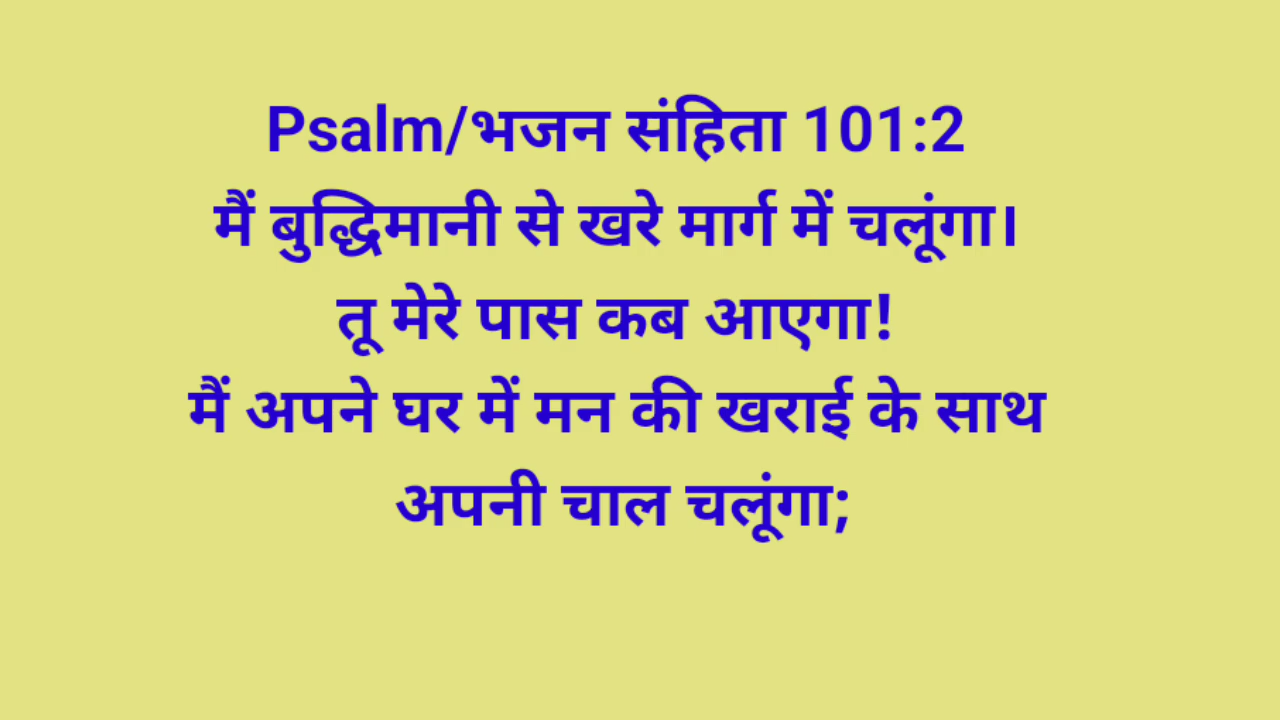 Psalm/भजन संहिता 101:2
मैं बुद्धिमानी से खरे मार्ग में चलूंगा।
तू मेरे पास कब आएगा!
मैं अपने घर में मन की खराई के साथ
अपनी चाल चलूंगा;